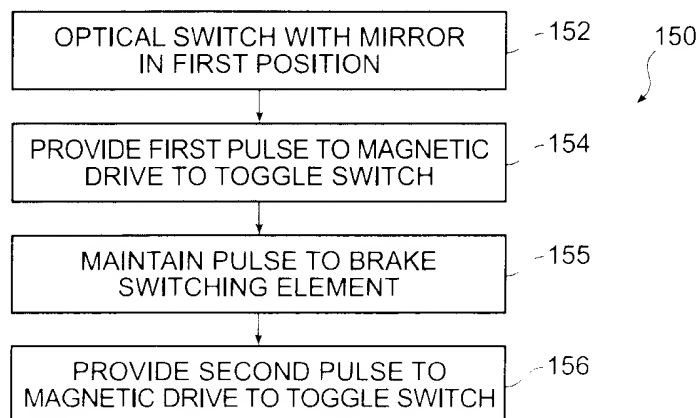 OPTICAL SWITCH WITH MIRROR
IN FIRST POSITION
152
150
PROVIDE FIRST PULSE TO MAGNETIC
DRIVE TO TOGGLE SWITCH
154
MAINTAIN PULSE TO BRAKE
SWITCHING ELEMENT
155
PROVIDE SECOND PULSE TO
MAGNETIC DRIVE TO TOGGLE SWITCH
156